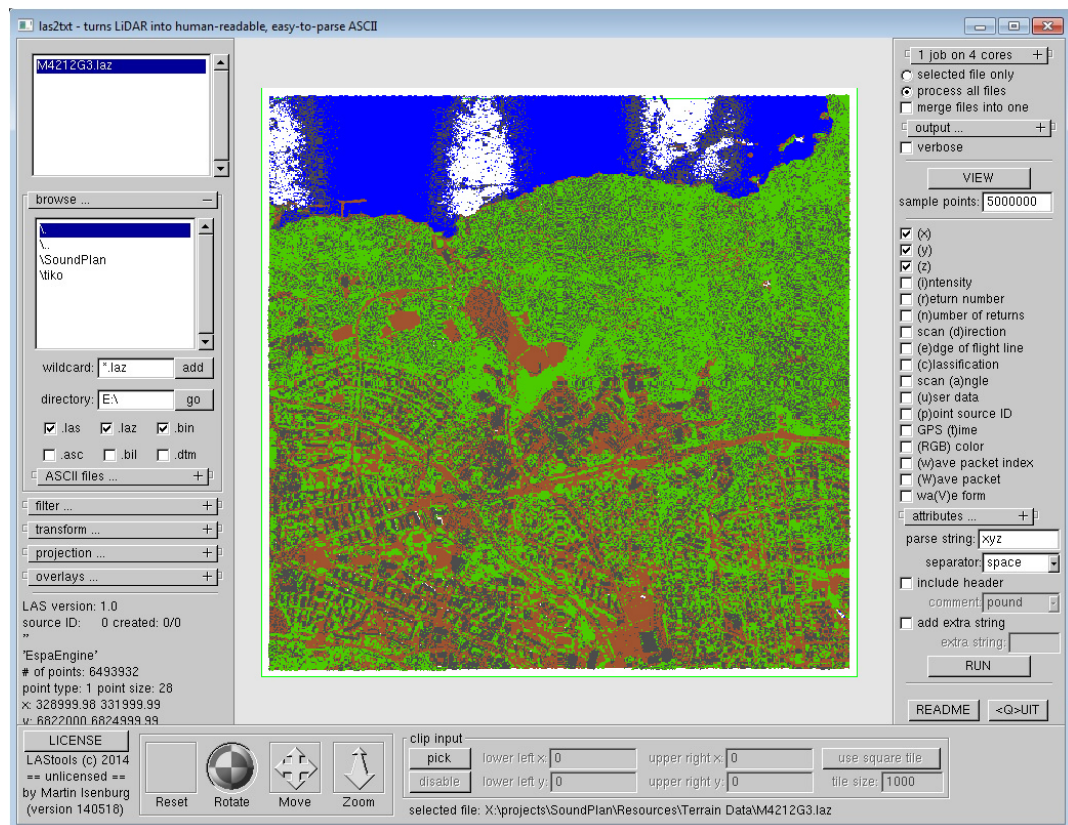 las2txt - turns LiDAR into human-readable, easy-to-parse ASCII
M4212G3.laz
browse ...
\.
\..
\SoundPlan
\tiko
wildcard: *.laz add
directory: E:\ go
.las .laz .bin
.asc .bil .dtm
ASCII files ...
filter ...
transform ...
projection ...
overlays ...
LAS version: 1.0
source ID: 0 created: 0/0
"
'EspaEngine'
# of points: 6493932
point type: 1 point size: 28
x: 328999.98 331999.99
y: 6822000 6824999.99
1 job on 4 cores
selected file only
process all files
merge files into one
output ...
verbose
VIEW
sample points: 5000000
(x)
(y)
(z)
(i)ntensity
(r)eturn number
(n)umber of returns
scan (d)irection
(e)dge of flight line
(c)lassification
scan (a)ngle
(u)ser data
(p)oint source ID
GPS (t)ime
(RGB) color
(w)ave packet index
(W)ave packet
wa(V)e form
attributes ...
parse string: xyz
separator: space
include header
comment: pound
add extra string
extra string:
RUN
README <Q>UIT
LICENSE
LAStools (c) 2014
== unlicensed ==
by Martin Isenburg
(version 140518)
Reset Rotate Move Zoom
clip input
pick lower left x: 0 upper right x: 0 use square tile
disable lower left y: 0 upper right y: 0 tile size: 1000
selected file: X:\projects\SoundPlan\Resources\Terrain Data\M4212G3.laz